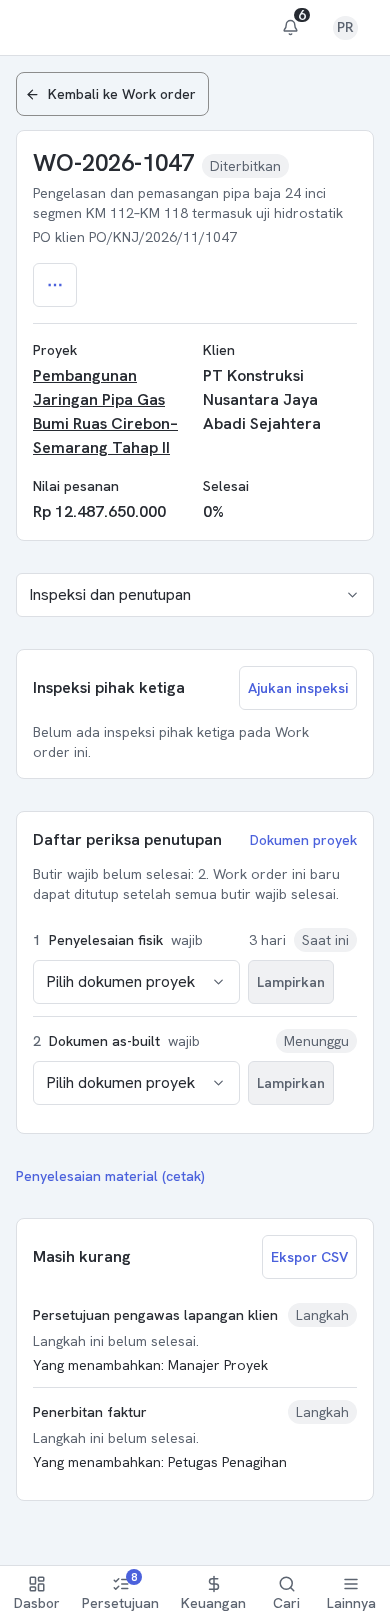 6
PR
Kembali ke Work order
WO-2026-1047 Diterbitkan
Pengelasan dan pemasangan pipa baja 24 inci
segmen KM 112–KM 118 termasuk uji hidrostatik
PO klien PO/KNJ/2026/11/1047
Proyek
Pembangunan
Jaringan Pipa Gas
Bumi Ruas Cirebon–
Semarang Tahap II
Klien
PT Konstruksi
Nusantara Jaya
Abadi Sejahtera
Nilai pesanan
Rp 12.487.650.000
Selesai
0%
Inspeksi dan penutupan
Inspeksi pihak ketiga
Ajukan inspeksi
Belum ada inspeksi pihak ketiga pada Work
order ini.
Daftar periksa penutupan
Dokumen proyek
Butir wajib belum selesai: 2. Work order ini baru
dapat ditutup setelah semua butir wajib selesai.
1 Penyelesaian fisik wajib 3 hari Saat ini
Pilih dokumen proyek Lampirkan
2 Dokumen as-built wajib Menunggu
Pilih dokumen proyek Lampirkan
Penyelesaian material (cetak)
Masih kurang
Ekspor CSV
Persetujuan pengawas lapangan klien Langkah
Langkah ini belum selesai.
Yang menambahkan: Manajer Proyek
Penerbitan faktur Langkah
Langkah ini belum selesai.
Yang menambahkan: Petugas Penagihan
8
Dasbor Persetujuan Keuangan Cari Lainnya